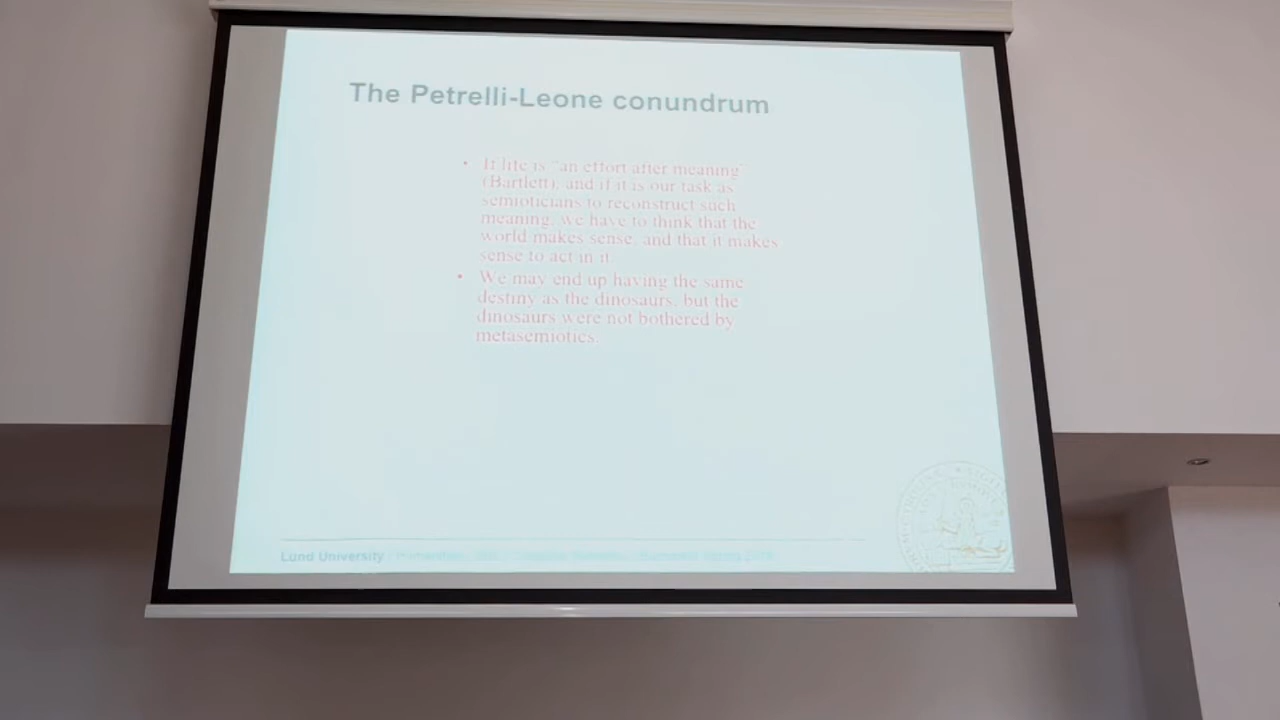 The Petrelli-Leone conundrum
• If life is "an effort after meaning"
(Bartlett), and if it is our task as
semioticians to reconstruct such
meaning, we have to think that the
world makes sense, and that it makes
sense to act in it.
• We may end up having the same
destiny as the dinosaurs, but the
dinosaurs were not bothered by
metasemiotics.
Lund University